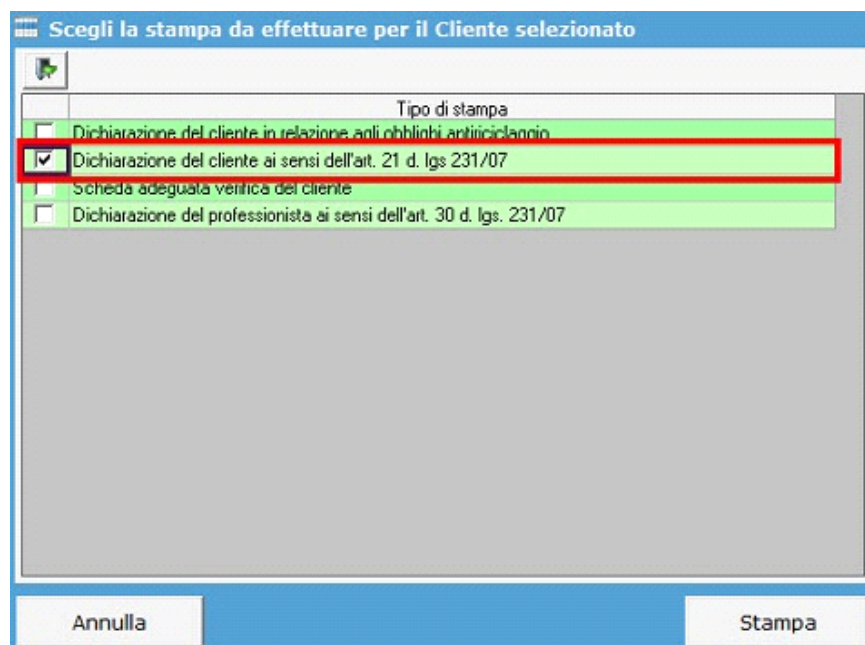 Scegli la stampa da effettuare per il Cliente selezionato
Tipo di stampa
Dichiarazione del cliente in relazione agli obblighi antiriciclaggio
Dichiarazione del cliente ai sensi dell'art. 21 d. lgs 231/07
Scheda adeguata verifica del cliente
Dichiarazione del professionista ai sensi dell'art. 30 d. lgs. 231/07
Annulla
Stampa